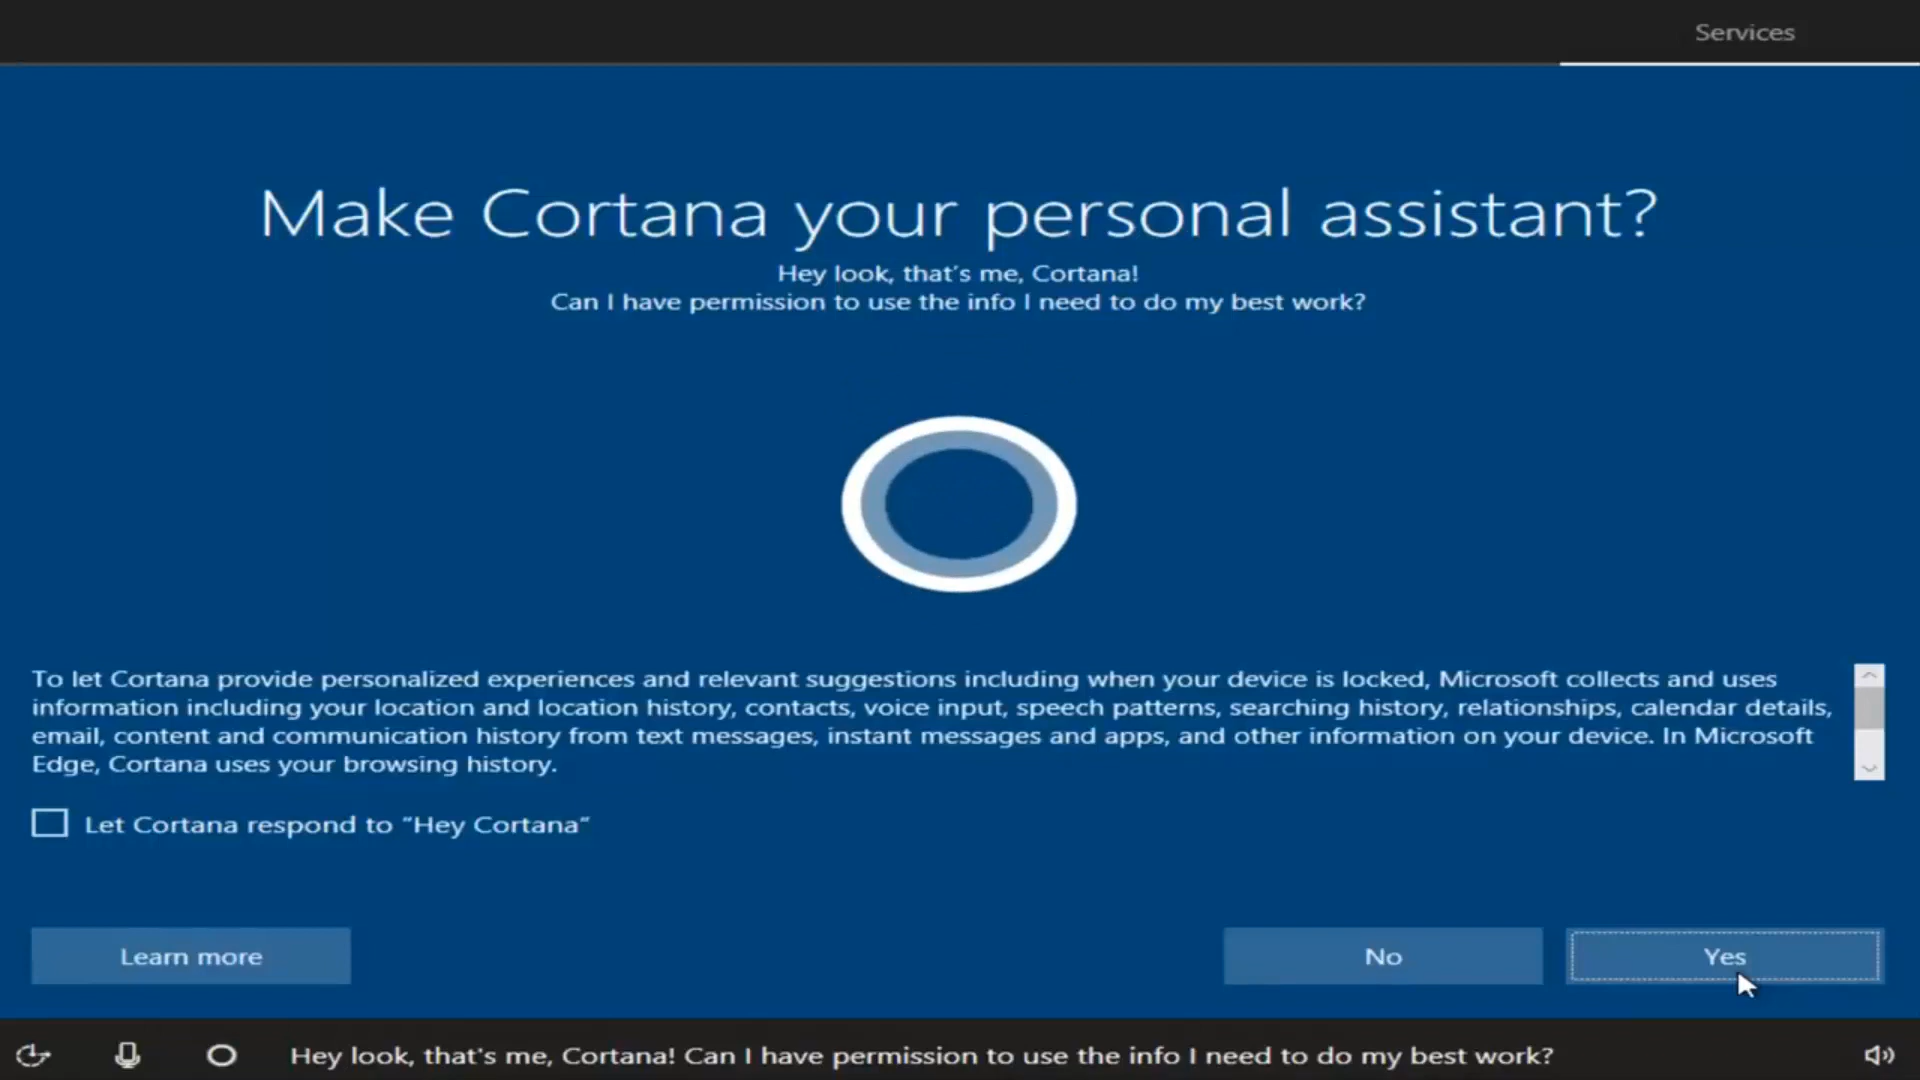 Services
Make Cortana your personal assistant?
Hey look, that's me, Cortana!
Can I have permission to use the info I need to do my best work?
To let Cortana provide personalized experiences and relevant suggestions including when your device is locked, Microsoft collects and uses
information including your location and location history, contacts, voice input, speech patterns, searching history, relationships, calendar details,
email, content and communication history from text messages, instant messages and apps, and other information on your device. In Microsoft
Edge, Cortana uses your browsing history.
Let Cortana respond to "Hey Cortana"
Learn more
No
Yes
Hey look, that's me, Cortana! Can I have permission to use the info I need to do my best work?